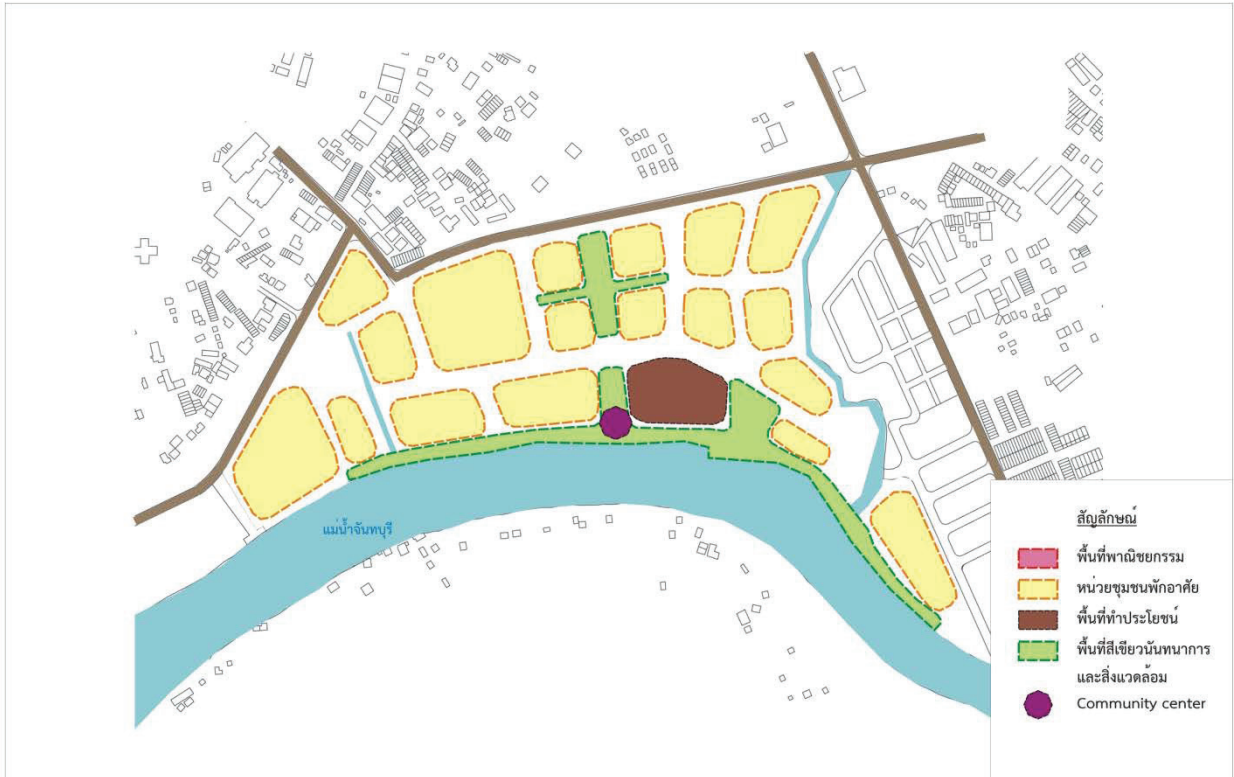 แม่น้ำจันทบุรี
สัญลักษณ์
พื้นที่พาณิชยกรรม
หน่วยชุมชนพักอาศัย
พื้นที่ทำประโยชน์
พื้นที่สีเขียวนันทนาการ
และสิ่งแวดล้อม
Community center